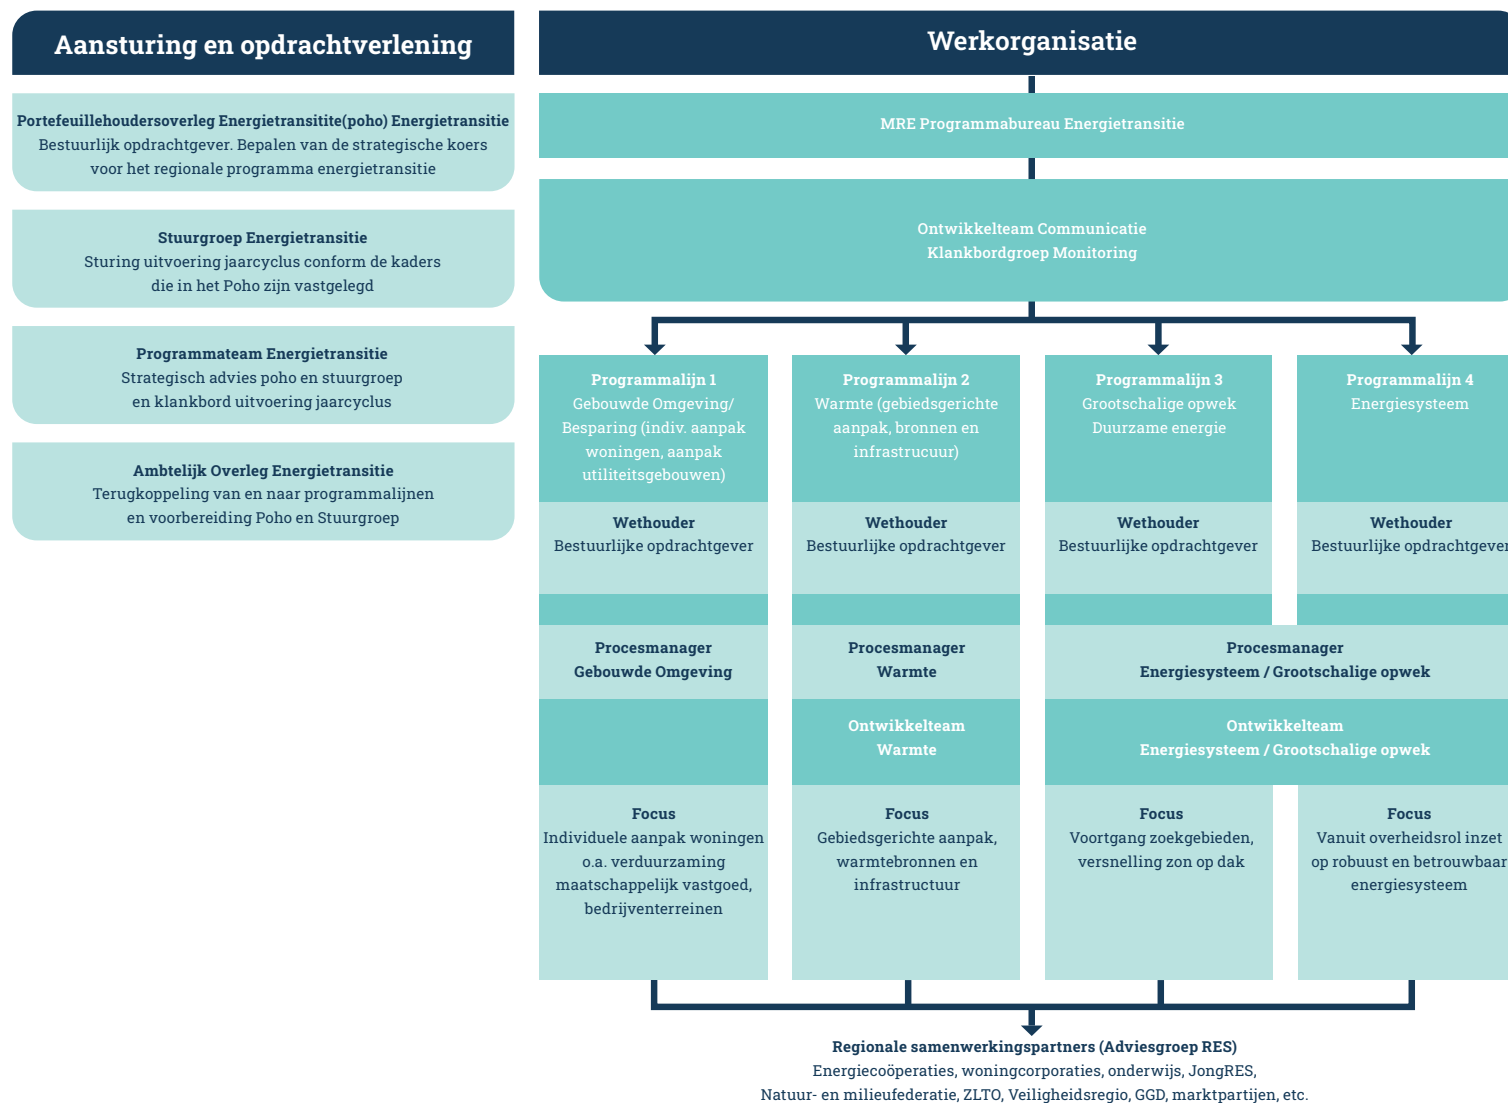 Aansturing en opdrachtverlening
Portefeuillehoudersoverleg Energietransitite(poho) Energietransitie
Bestuurlijk opdrachtgever. Bepalen van de strategische koers
voor het regionale programma energietransitie
Stuurgroep Energietransitie
Sturing uitvoering jaarcyclus conform de kaders
die in het Poho zijn vastgelegd
Programmateam Energietransitie
Strategisch advies poho en stuurgroep
en klankbord uitvoering jaarcyclus
Ambtelijk Overleg Energietransitie
Terugkoppeling van en naar programmalijnen
en voorbereiding Poho en Stuurgroep
Werkorganisatie
MRE Programmabureau Energietransitie
Ontwikkelteam Communicatie
Klankbordgroep Monitoring
Programmalijn 1
Gebouwde Omgeving/
Besparing (indiv. aanpak
woningen, aanpak
utiliteitsgebouwen)
Wethouder
Bestuurlijke opdrachtgever
Procesmanager
Gebouwde Omgeving
Focus
Individuele aanpak woningen
o.a. verduurzaming
maatschappelijk vastgoed,
bedrijventerreinen
Programmalijn 2
Warmte (gebiedsgerichte
aanpak, bronnen en
infrastrucuur)
Wethouder
Bestuurlijke opdrachtgever
Procesmanager
Warmte
Ontwikkelteam
Warmte
Focus
Gebiedsgerichte aanpak,
warmtebronnen en
infrastructuur
Programmalijn 3
Grootschalige opwek
Duurzame energie
Wethouder
Bestuurlijke opdrachtgever
Programmalijn 4
Energiesysteem
Wethouder
Bestuurlijke opdrachtgever
Procesmanager
Energiesysteem / Grootschalige opwek
Ontwikkelteam
Energiesysteem / Grootschalige opwek
Focus
Voortgang zoekgebieden,
versnelling zon op dak
Focus
Vanuit overheidsrol inzet
op robuust en betrouwbaar
energiesysteem
Regionale samenwerkingspartners (Adviesgroep RES)
Energiecoöperaties, woningcorporaties, onderwijs, JongRES,
Natuur- en milieufederatie, ZLTO, Veiligheidsregio, GGD, marktpartijen, etc.